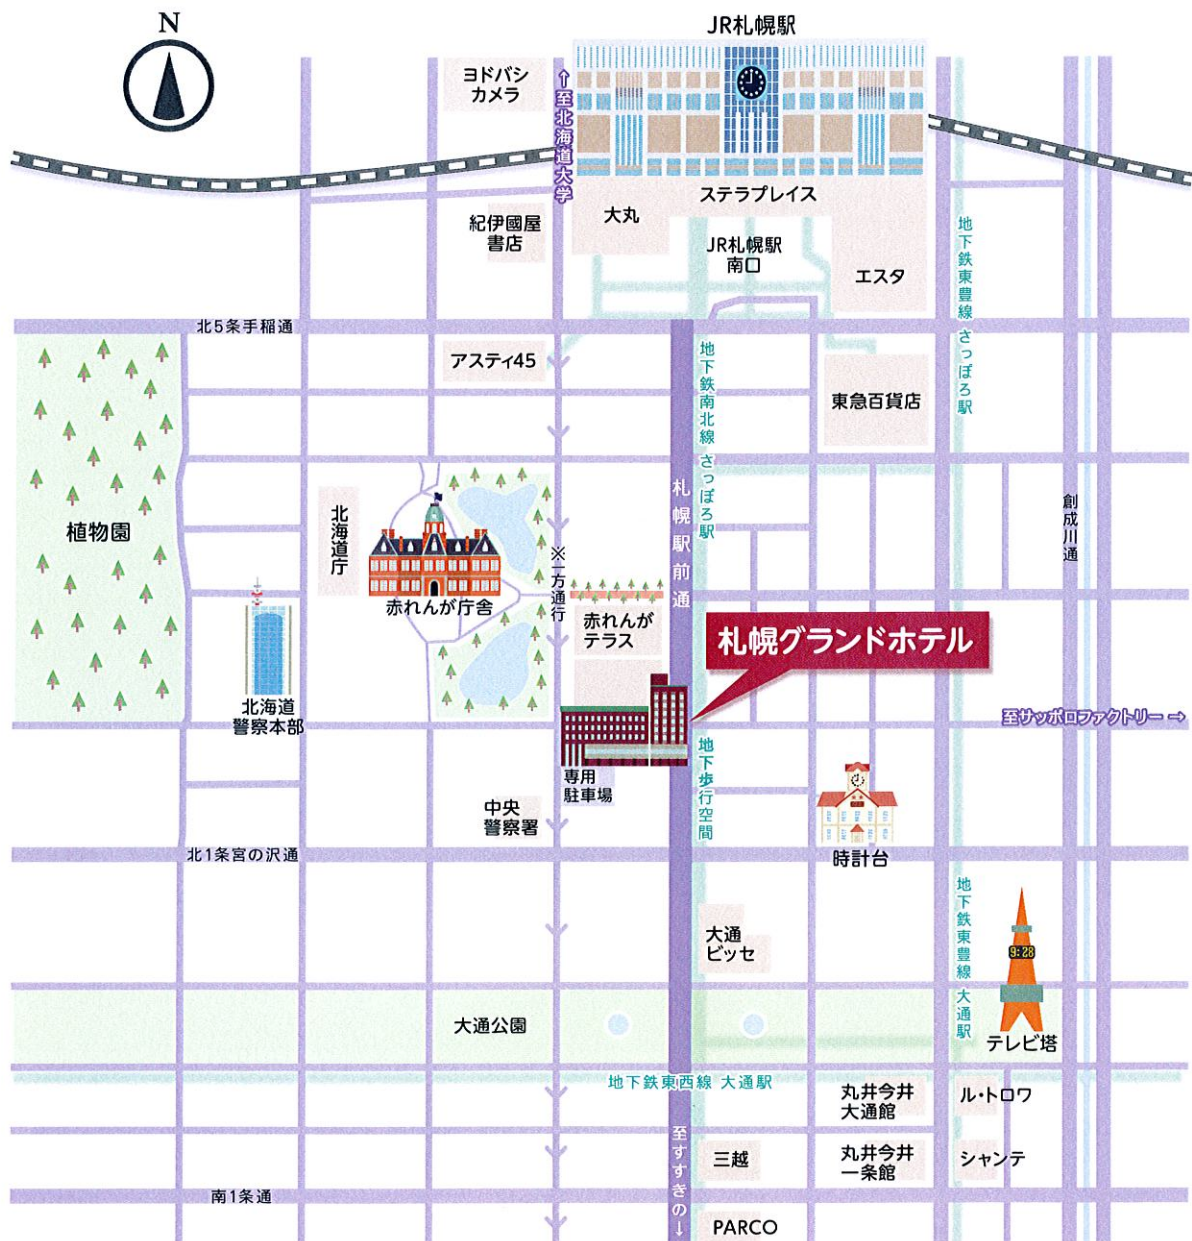 N
JR札幌駅
ヨドバシ
カメラ
↑至北海道大学
ステラプレイス
大丸
紀伊國屋
書店
JR札幌駅
南口
エスタ
地下鉄東豊線 さっぽろ駅
北5条手稲通
アスティ45
地下鉄南北線 さっぽろ駅
東急百貨店
植物園
北海道庁
札幌駅前通
創成川通
※一方通行
赤れんが庁舎
赤れんが
テラス
札幌グランドホテル
北海道
警察本部
至サッポロファクトリー→
専用
駐車場
地下歩行空間
中央
警察署
時計台
北1条宮の沢通
大通
ビッセ
地下鉄東豊線 大通駅
9:28
大通公園
テレビ塔
地下鉄東西線 大通駅
丸井今井
大通館
ル・トロワ
至すすきの↓
三越
丸井今井
一条館
シャンテ
南1条通
PARCO